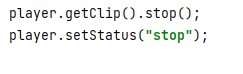 player.getClip().stop();
player.setStatus("stop");